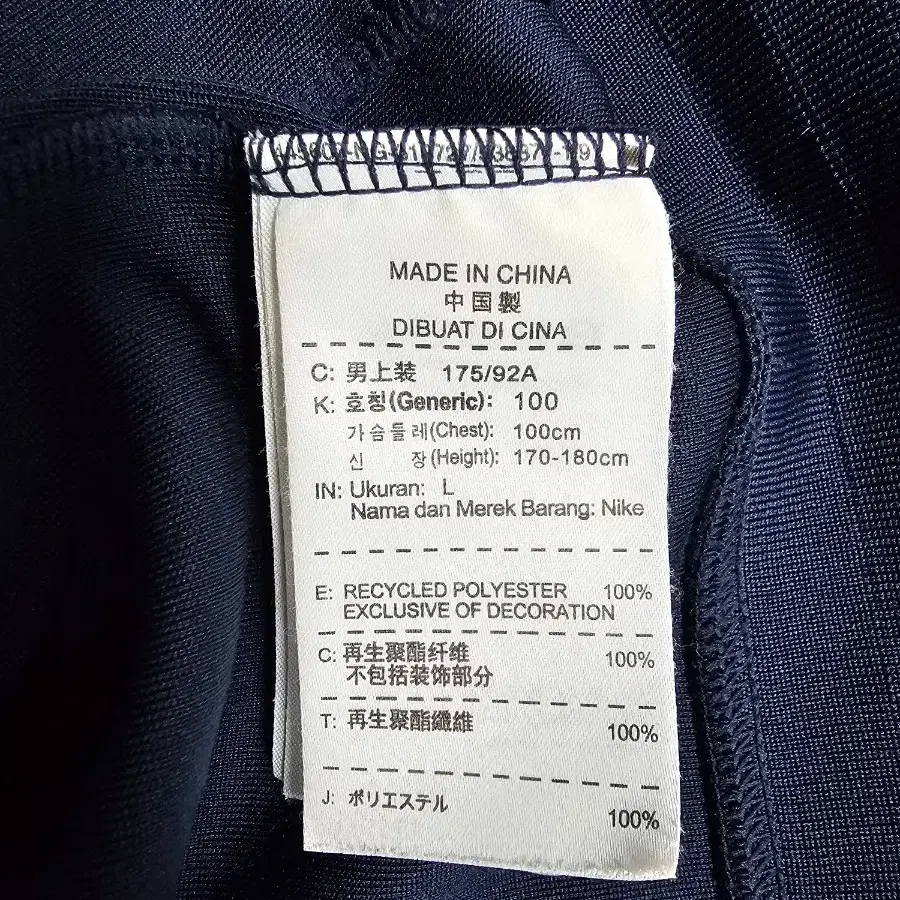 MADE IN CHINA
中国製
DIBUAT DI CINA
C: 男上装 175/92A
K: 호칭(Generic): 100
가슴둘레(Chest): 100cm
신 장(Height): 170-180cm
IN: Ukuran: L
Nama dan Merek Barang: Nike
E: RECYCLED POLYESTER 100%
EXCLUSIVE OF DECORATION
C: 再生聚酯纤维 100%
不包括装饰部分
T: 再生聚酯纖維 100%
J: ポリエステル 100%